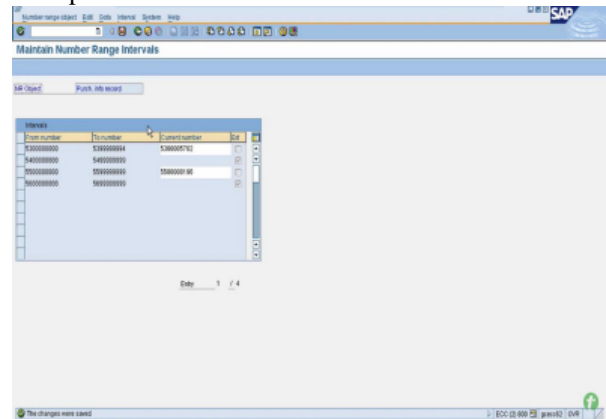 Number range object Edit Goto Interval System Help
SAP
Maintain Number Range Intervals
NR Object Purch. info record
Intervals
From number To number Current number Ext
5300000000 5399999994 5300005702
5400000000 5499999999
5500000000 5599999999
5600000000 5699999999
Entry 1 / 4
The changes were saved
OVR